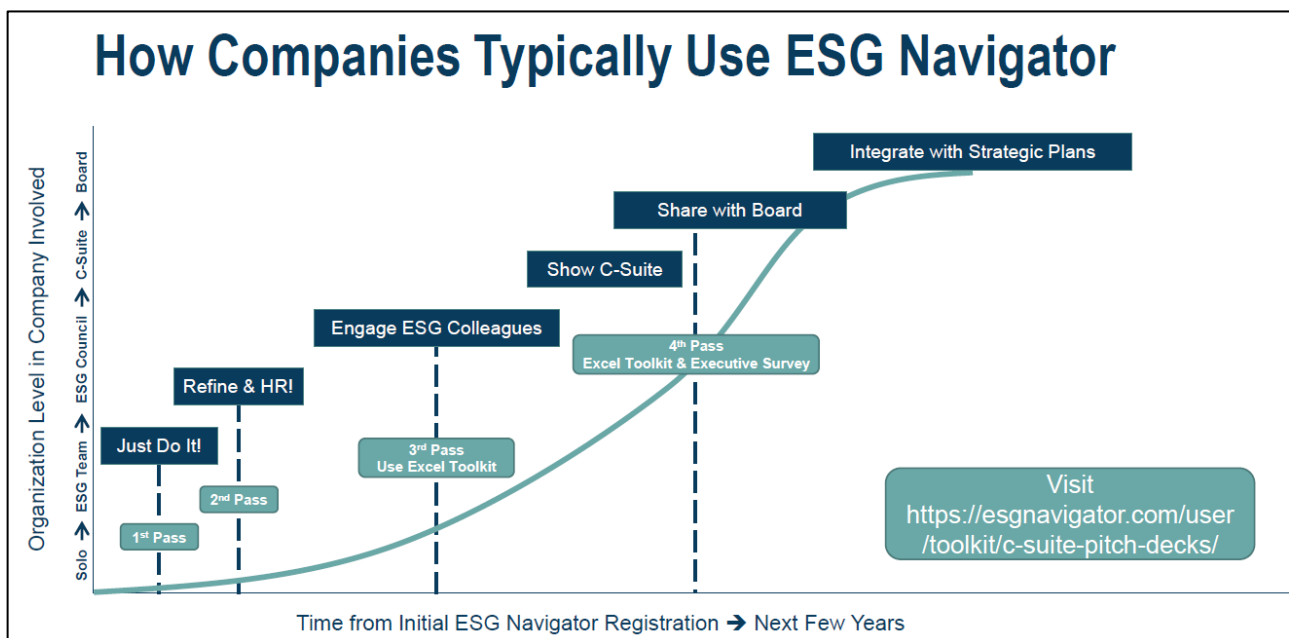 How Companies Typically Use ESG Navigator
Organization Level in Company Involved
Solo → ESG Team → ESG Council → C-Suite → Board
Integrate with Strategic Plans
Share with Board
Show C-Suite
Engage ESG Colleagues
4th Pass
Excel Toolkit & Executive Survey
Refine & HR!
Just Do It!
3rd Pass
Use Excel Toolkit
2nd Pass
1st Pass
Visit
https://esgnavigator.com/user
/toolkit/c-suite-pitch-decks/
Time from Initial ESG Navigator Registration → Next Few Years